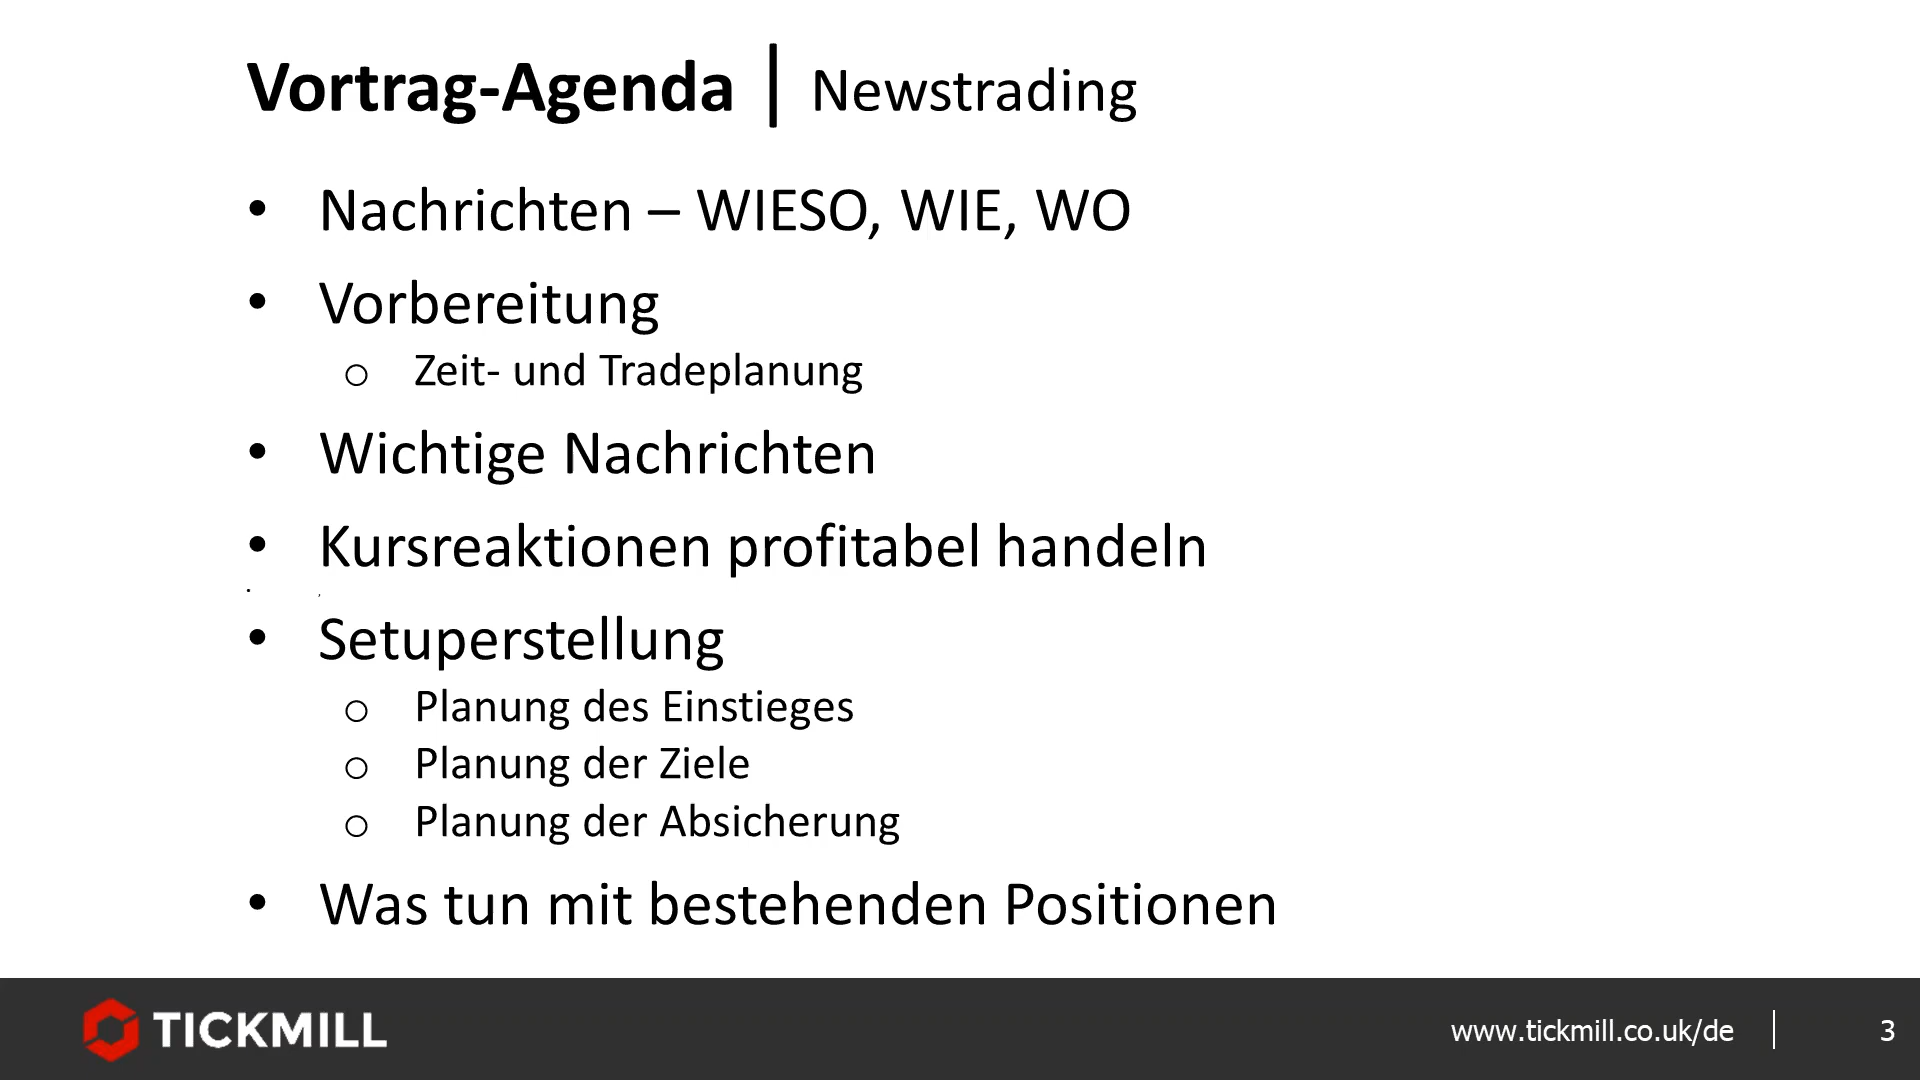 Vortrag-Agenda | Newstrading
• Nachrichten – WIESO, WIE, WO
• Vorbereitung
o Zeit- und Tradeplanung
• Wichtige Nachrichten
• Kursreaktionen profitabel handeln
• ,
• Setuperstellung
o Planung des Einstieges
o Planung der Ziele
o Planung der Absicherung
• Was tun mit bestehenden Positionen
TICKMILL
www.tickmill.co.uk/de | 3